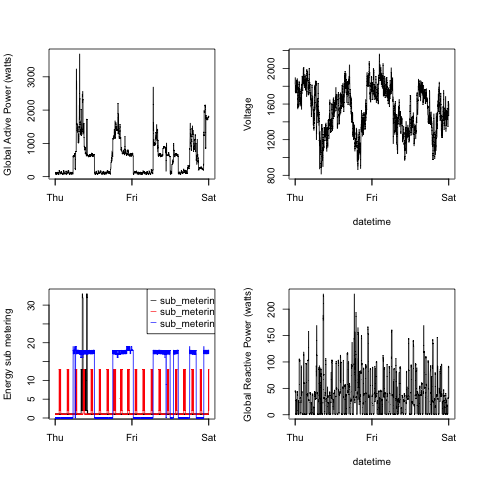 Global Active Power (watts)
0 1000 2000 3000
Thu Fri Sat
Voltage
800 1200 1600 2000
Thu Fri Sat
datetime
Energy sub metering
0 5 10 15 20 30
sub_meterin
sub_meterin
sub_meterin
Thu Fri Sat
Global Reactive Power (watts)
0 50 100 150 200
Thu Fri Sat
datetime